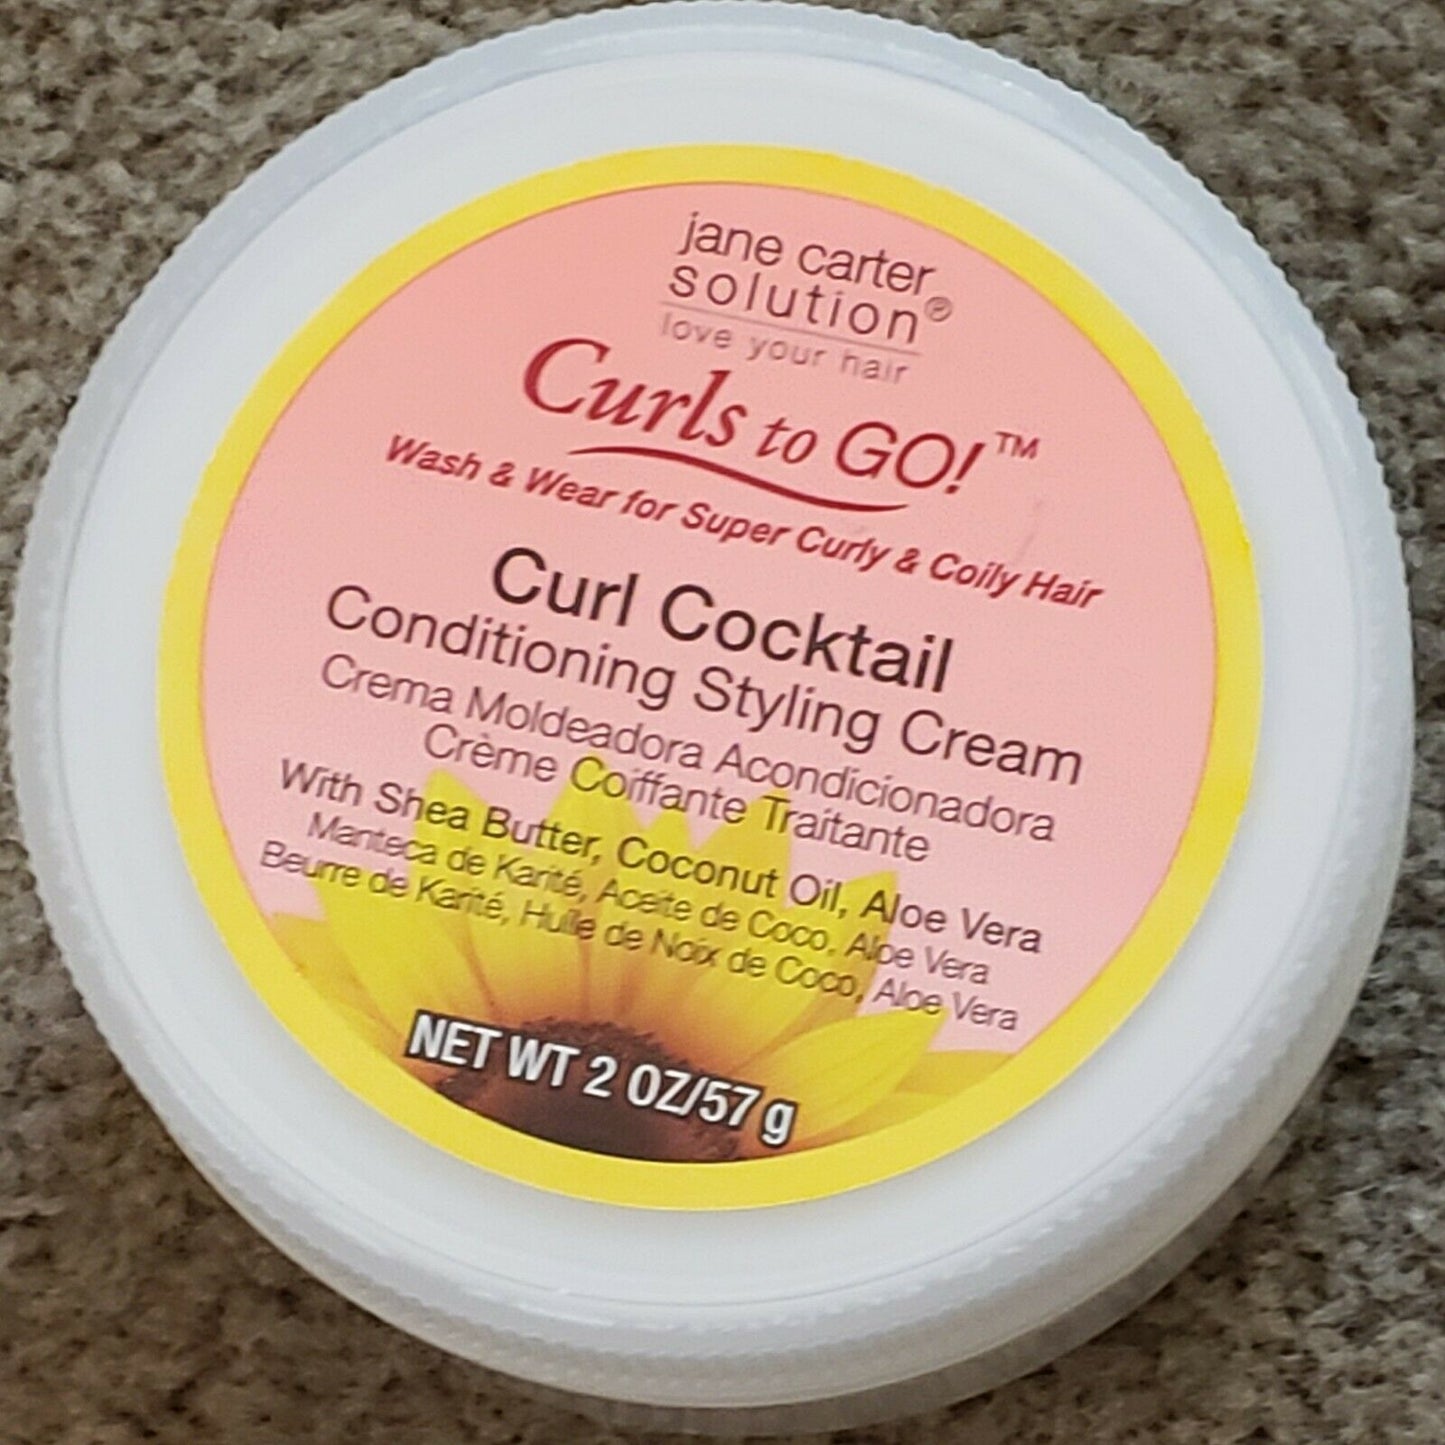 jane carter
solution®
love your hair
Curls to GO!™
Wash & Wear for Super Curly & Coily Hair
Curl Cocktail
Conditioning Styling Cream
Crema Moldeadora Acondicionadora
Crème Coiffante Traitante
With Shea Butter, Coconut Oil, Aloe Vera
Manteca de Karité, Aceite de Coco, Aloe Vera
Beurre de Karité, Huile de Noix de Coco, Aloe Vera
NET WT 2 OZ/57 g